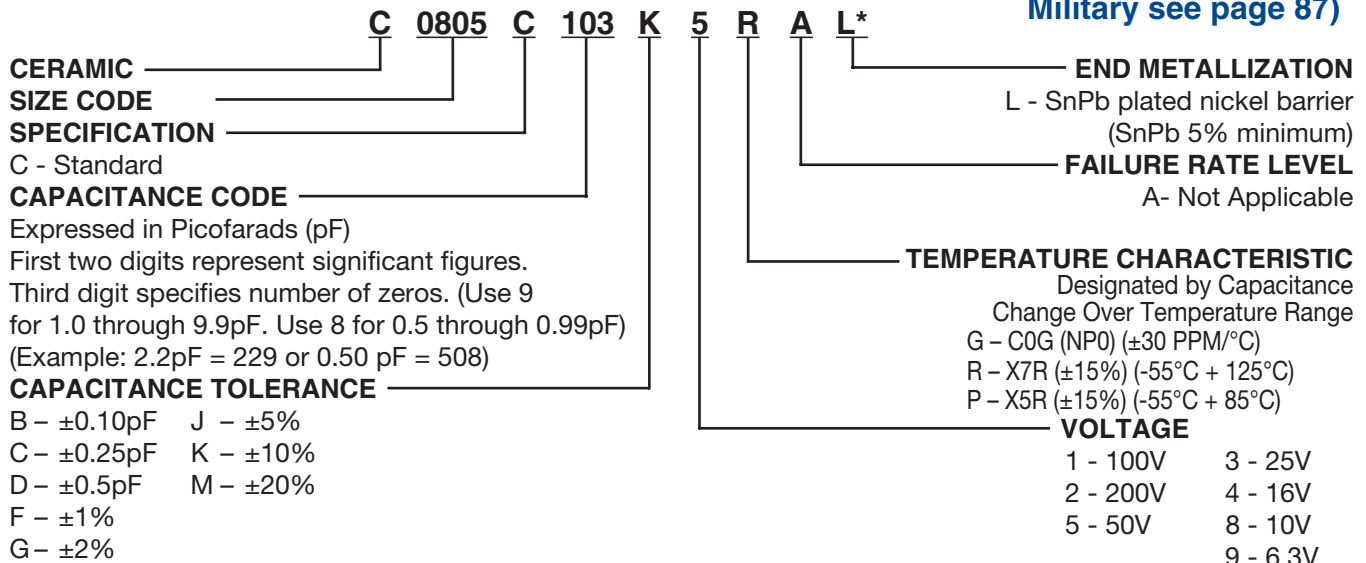 Military see page 87)
C 0805 C 103 K 5 R A L*
CERAMIC
SIZE CODE
SPECIFICATION
C - Standard
CAPACITANCE CODE
Expressed in Picofarads (pF)
First two digits represent significant figures.
Third digit specifies number of zeros. (Use 9
for 1.0 through 9.9pF. Use 8 for 0.5 through 0.99pF)
(Example: 2.2pF = 229 or 0.50 pF = 508)
CAPACITANCE TOLERANCE
B – ±0.10pF J – ±5%
C – ±0.25pF K – ±10%
D – ±0.5pF M – ±20%
F – ±1%
G – ±2%
END METALLIZATION
L - SnPb plated nickel barrier
(SnPb 5% minimum)
FAILURE RATE LEVEL
A- Not Applicable
TEMPERATURE CHARACTERISTIC
Designated by Capacitance
Change Over Temperature Range
G – C0G (NP0) (±30 PPM/°C)
R – X7R (±15%) (-55°C + 125°C)
P – X5R (±15%) (-55°C + 85°C)
VOLTAGE
1 - 100V 3 - 25V
2 - 200V 4 - 16V
5 - 50V 8 - 10V
9 - 6.3V